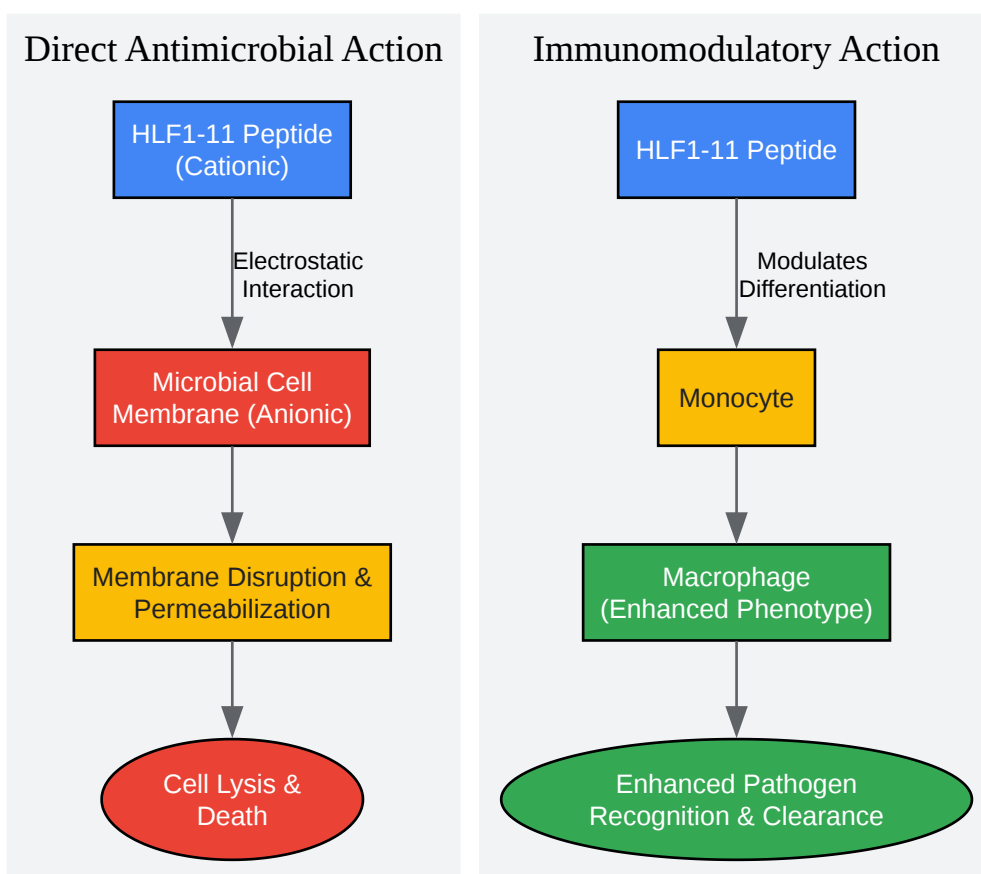 Direct Antimicrobial Action
HLF1-11 Peptide
(Cationic)
Electrostatic
Interaction
Microbial Cell
Membrane (Anionic)
Membrane Disruption &
Permeabilization
Cell Lysis &
Death
Immunomodulatory Action
HLF1-11 Peptide
Modulates
Differentiation
Monocyte
Macrophage
(Enhanced Phenotype)
Enhanced Pathogen
Recognition & Clearance